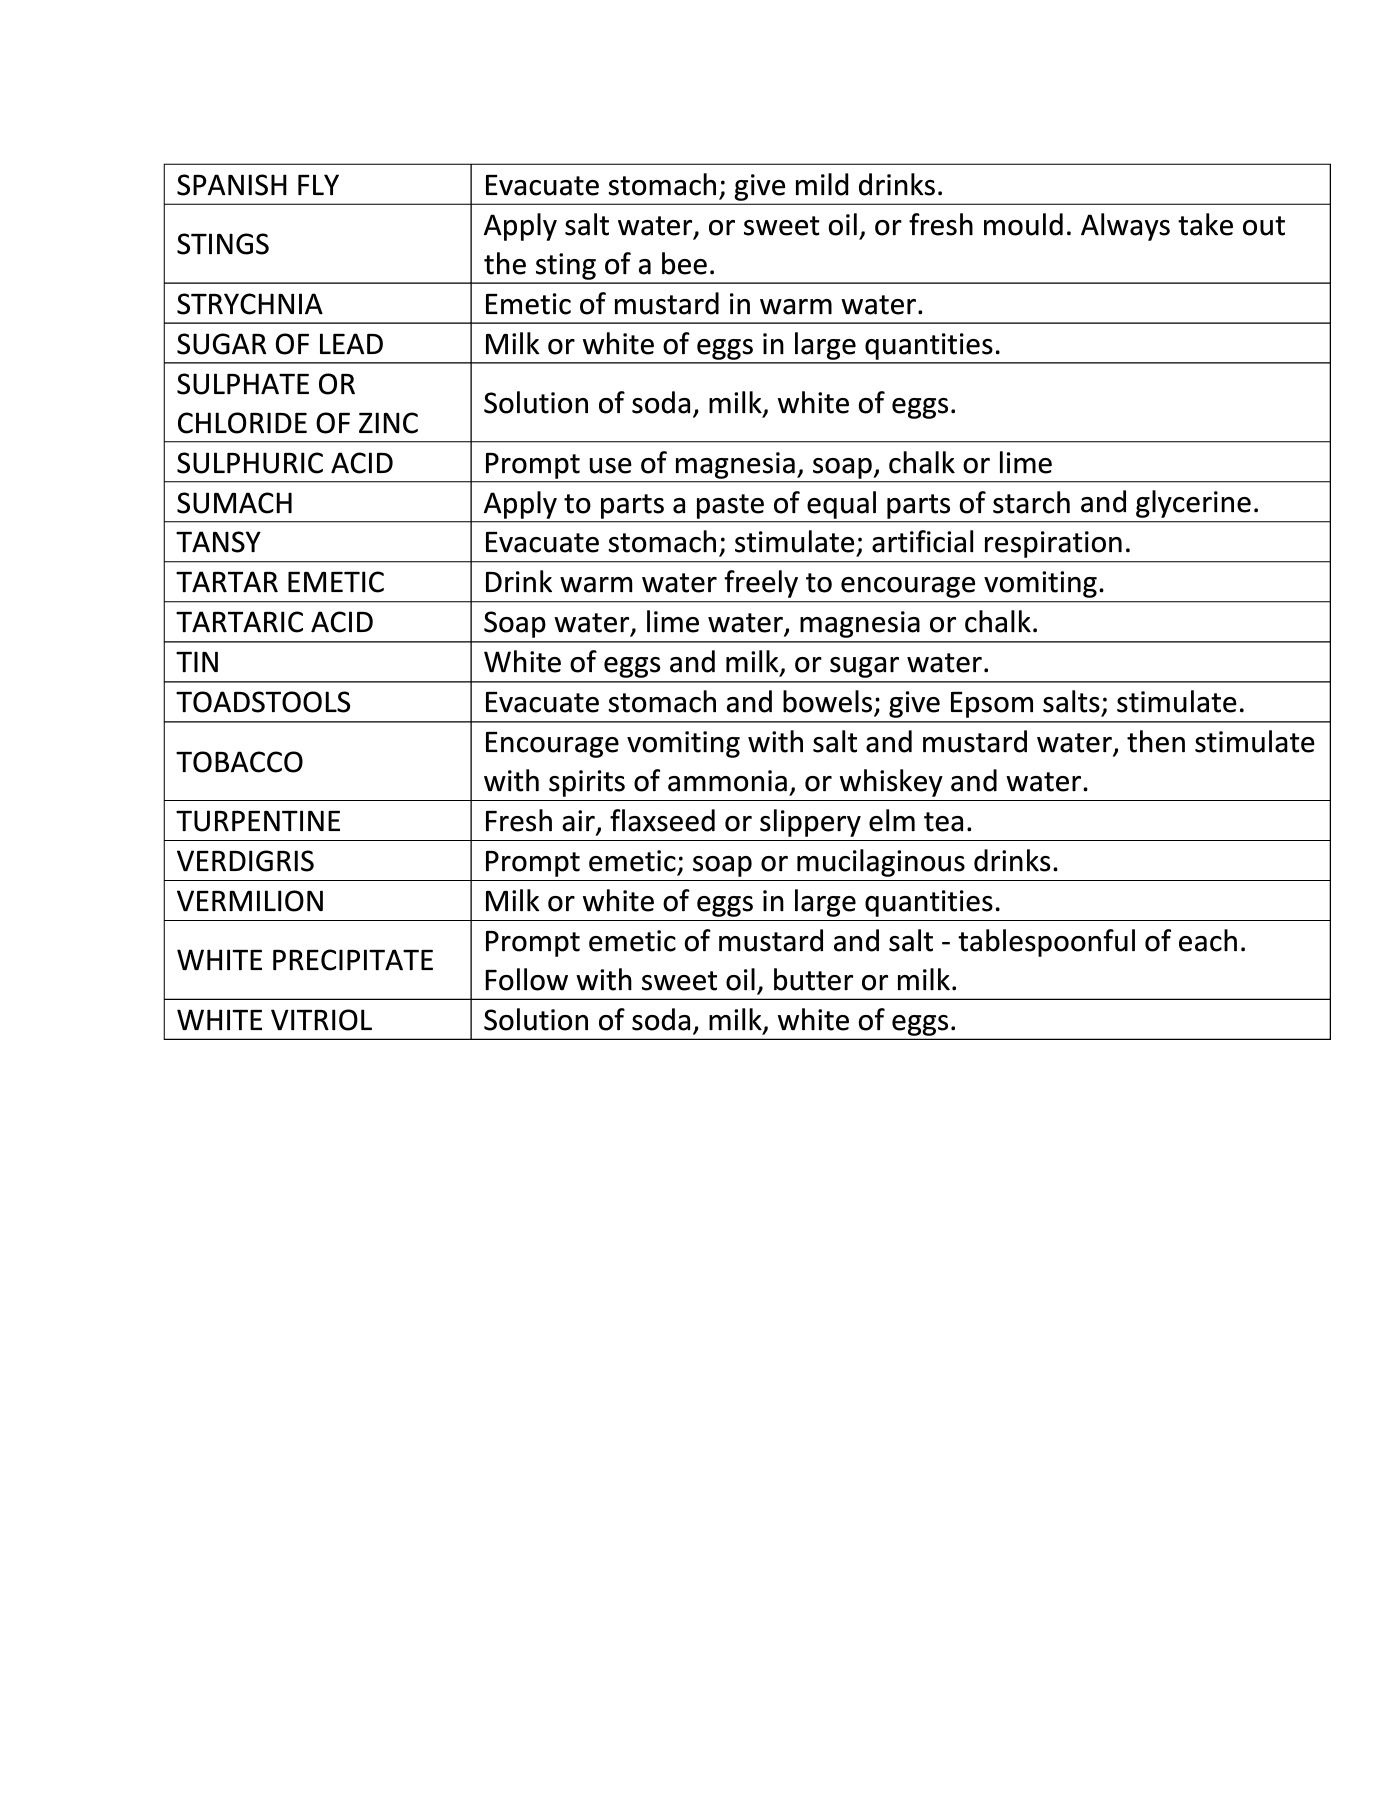 SPANISH FLY Evacuate stomach; give mild drinks.
STINGS Apply salt water, or sweet oil, or fresh mould. Always take out
the sting of a bee.
STRYCHNIA Emetic of mustard in warm water.
SUGAR OF LEAD Milk or white of eggs in large quantities.
SULPHATE OR
CHLORIDE OF ZINC Solution of soda, milk, white of eggs.
SULPHURIC ACID Prompt use of magnesia, soap, chalk or lime
SUMACH Apply to parts a paste of equal parts of starch and glycerine.
TANSY Evacuate stomach; stimulate; artificial respiration.
TARTAR EMETIC Drink warm water freely to encourage vomiting.
TARTARIC ACID Soap water, lime water, magnesia or chalk.
TIN White of eggs and milk, or sugar water.
TOADSTOOLS Evacuate stomach and bowels; give Epsom salts; stimulate.
TOBACCO Encourage vomiting with salt and mustard water, then stimulate
with spirits of ammonia, or whiskey and water.
TURPENTINE Fresh air, flaxseed or slippery elm tea.
VERDIGRIS Prompt emetic; soap or mucilaginous drinks.
VERMILION Milk or white of eggs in large quantities.
WHITE PRECIPITATE Prompt emetic of mustard and salt - tablespoonful of each.
Follow with sweet oil, butter or milk.
WHITE VITRIOL Solution of soda, milk, white of eggs.